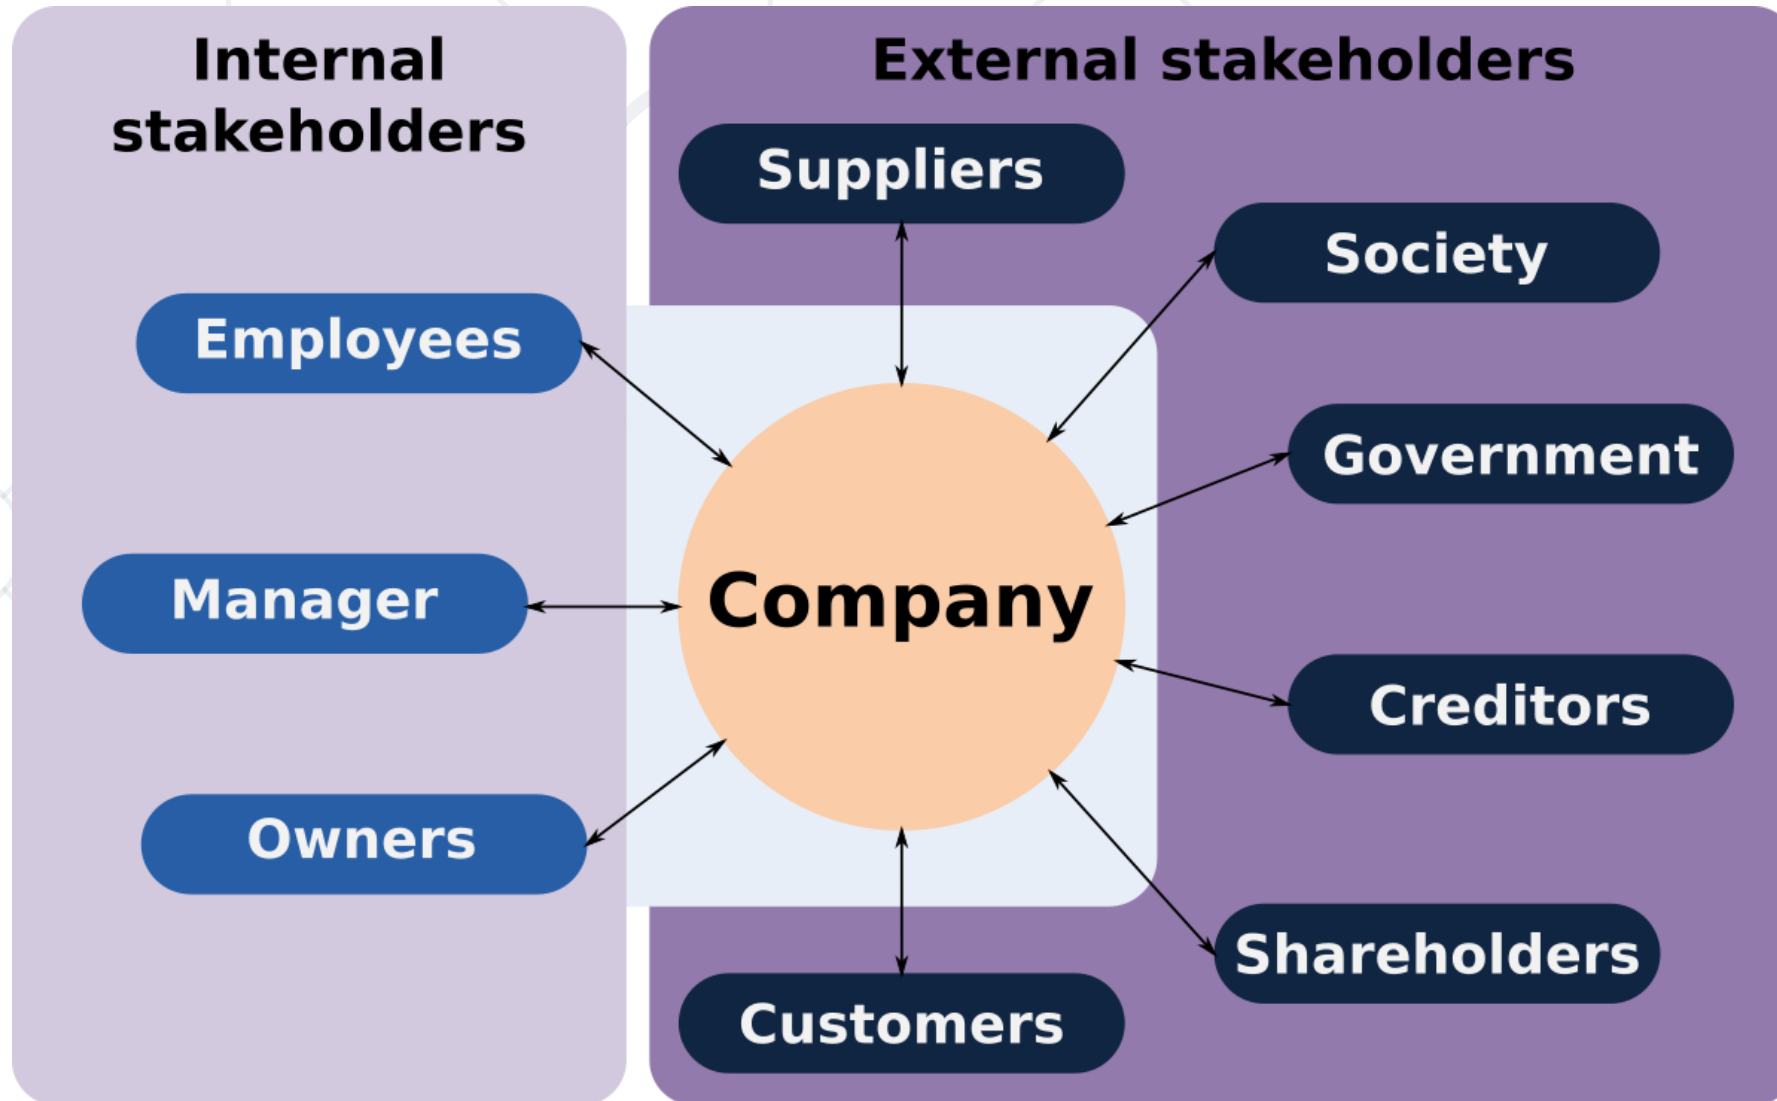 Internal
stakeholders
External stakeholders
Suppliers
Society
Employees
Government
Manager
Company
Creditors
Owners
Shareholders
Customers